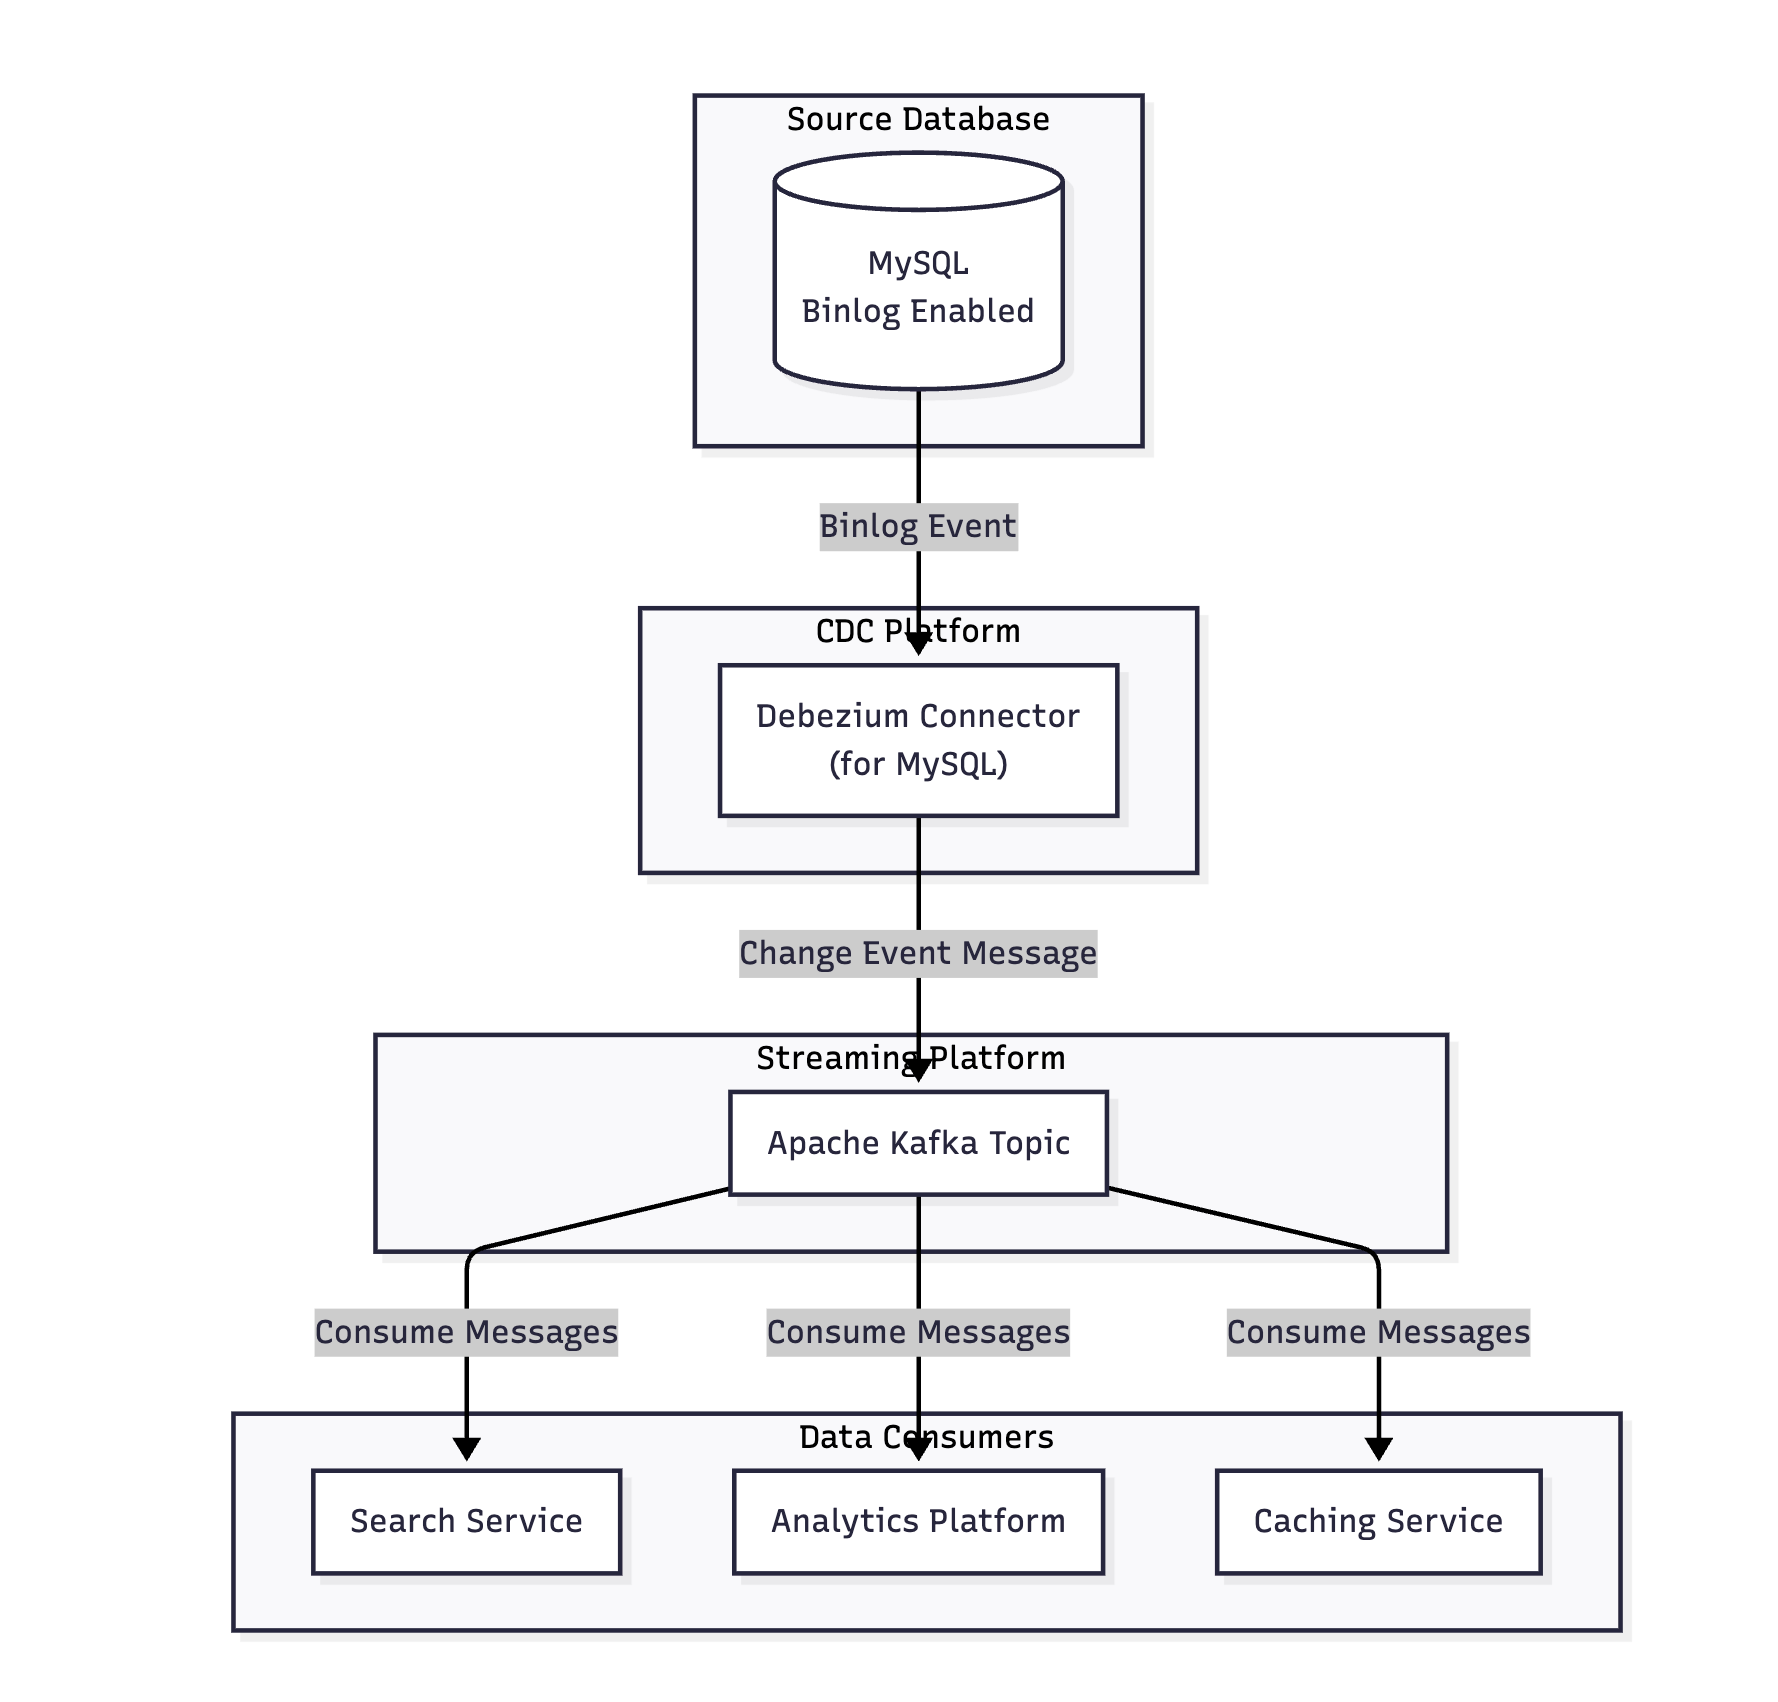 Source Database
MySQL
Binlog Enabled
Binlog Event
CDC Platform
Debezium Connector
(for MySQL)
Change Event Message
Streaming Platform
Apache Kafka Topic
Consume Messages
Consume Messages
Consume Messages
Data Consumers
Search Service
Analytics Platform
Caching Service